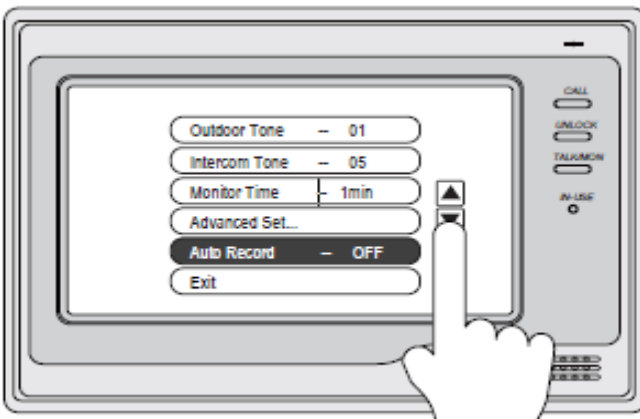 CALL
UNLOCK
TALK/MON
IN-USE
Outdoor Tone – 01
Intercom Tone – 05
Monitor Time – 1min
Advanced Set...
Auto Record – OFF
Exit